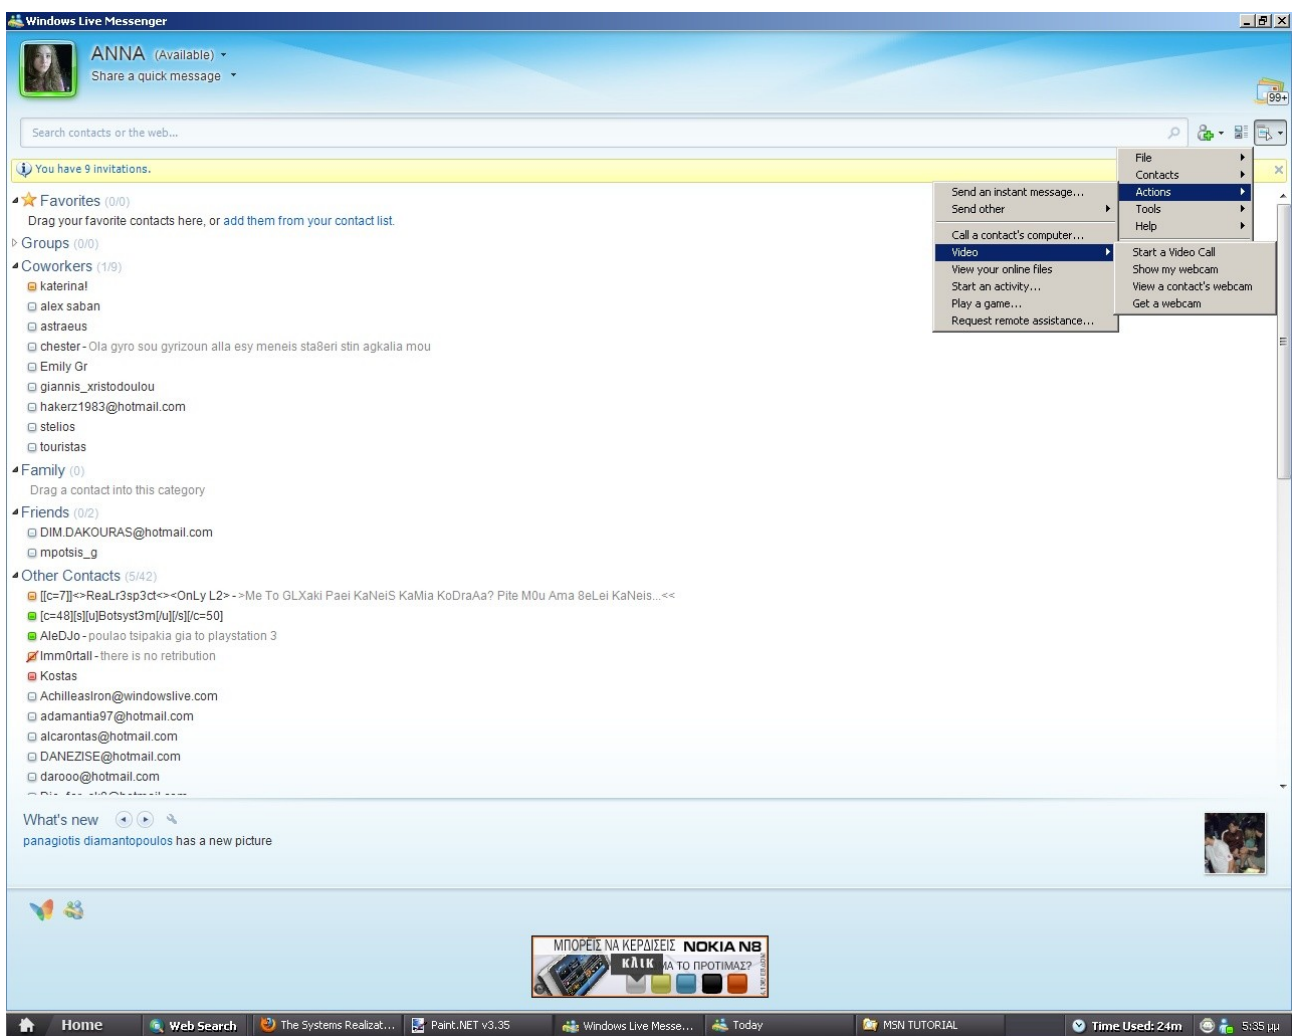 Windows Live Messenger
ANNA (Available)
Share a quick message
99+
Search contacts or the web...
You have 9 invitations.
File
Contacts
Actions
Tools
Help
Send an instant message...
Send other
Call a contact's computer...
Video
View your online files
Start an activity...
Play a game...
Request remote assistance...
Start a Video Call
Show my webcam
View a contact's webcam
Get a webcam
Favorites (0/0)
Drag your favorite contacts here, or add them from your contact list.
Groups (0/0)
Coworkers (1/9)
katerina!
alex saban
astraeus
chester - Ola gyro sou gyrizoun alla esy meneis sta8eri stin agkalia mou
Emily Gr
giannis_xristodoulou
hakerz1983@hotmail.com
stelios
touristas
Family (0)
Drag a contact into this category
Friends (0/2)
DIM.DAKOURAS@hotmail.com
mpotsis_g
Other Contacts (5/42)
[[c=7]]<>ReaLr3sp3ct<><OnLy L2> - >Me To GLXaki Paei KaNeiS KaMia KoDraAa? Pite M0u Ama 8eLei KaNeis...<<
[c=48][s][u]Botsyst3m[/u][/s][/c=50]
AleDJo - poulao tsipakia gia to playstation 3
Imm0rtall - there is no retribution
Kostas
AchilleasIron@windowslive.com
adamantia97@hotmail.com
alcarontas@hotmail.com
DANEZISE@hotmail.com
darooo@hotmail.com
What's new
panagiotis diamantopoulos has a new picture
ΜΠΟΡΕΙΣ ΝΑ ΚΕΡΔΙΣΕΙΣ NOKIA N8
κλικ ΜΑ ΤΟ ΠΡΟΤΙΜΑΣ?
Home
Web Search
The Systems Realizat...
Paint.NET v3.35
Windows Live Messe...
Today
MSN TUTORIAL
Time Used: 24m
5:35 μμ